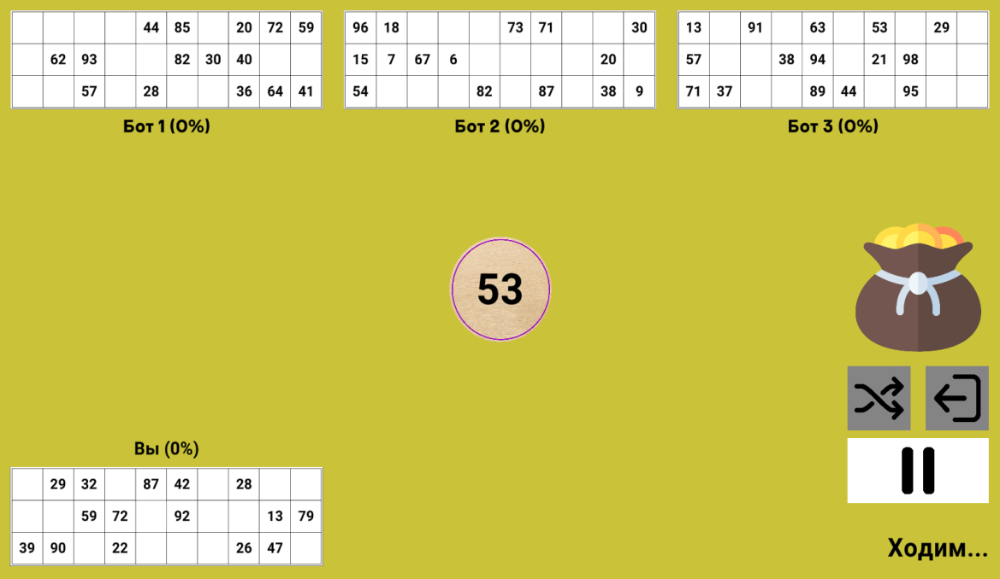 44 85 20 72 59
62 93 82 30 40
57 28 36 64 41
Бот 1 (0%)
96 18 73 71 30
15 7 67 6 20
54 82 87 38 9
Бот 2 (0%)
13 91 63 53 29
57 38 94 21 98
71 37 89 44 95
Бот 3 (0%)
53
Вы (0%)
29 32 87 42 28
59 72 92 13 79
39 90 22 26 47
Ходим...